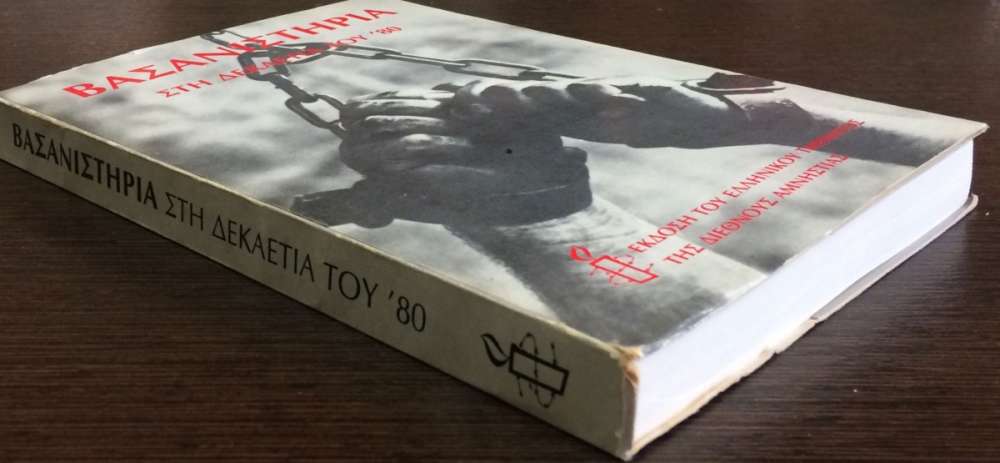 ΒΑΣΑΝΙΣΤΗΡΙΑ
ΣΤΗ ΔΕΚΑΕΤΙΑ ΤΟΥ '80
ΕΚΔΟΣΗ ΤΟΥ ΕΛΛΗΝΙΚΟΥ ΤΜΗΜΑΤΟΣ
ΤΗΣ ΔΙΕΘΝΟΥΣ ΑΜΝΗΣΤΙΑΣ
ΒΑΣΑΝΙΣΤΗΡΙΑ ΣΤΗ ΔΕΚΑΕΤΙΑ ΤΟΥ '80